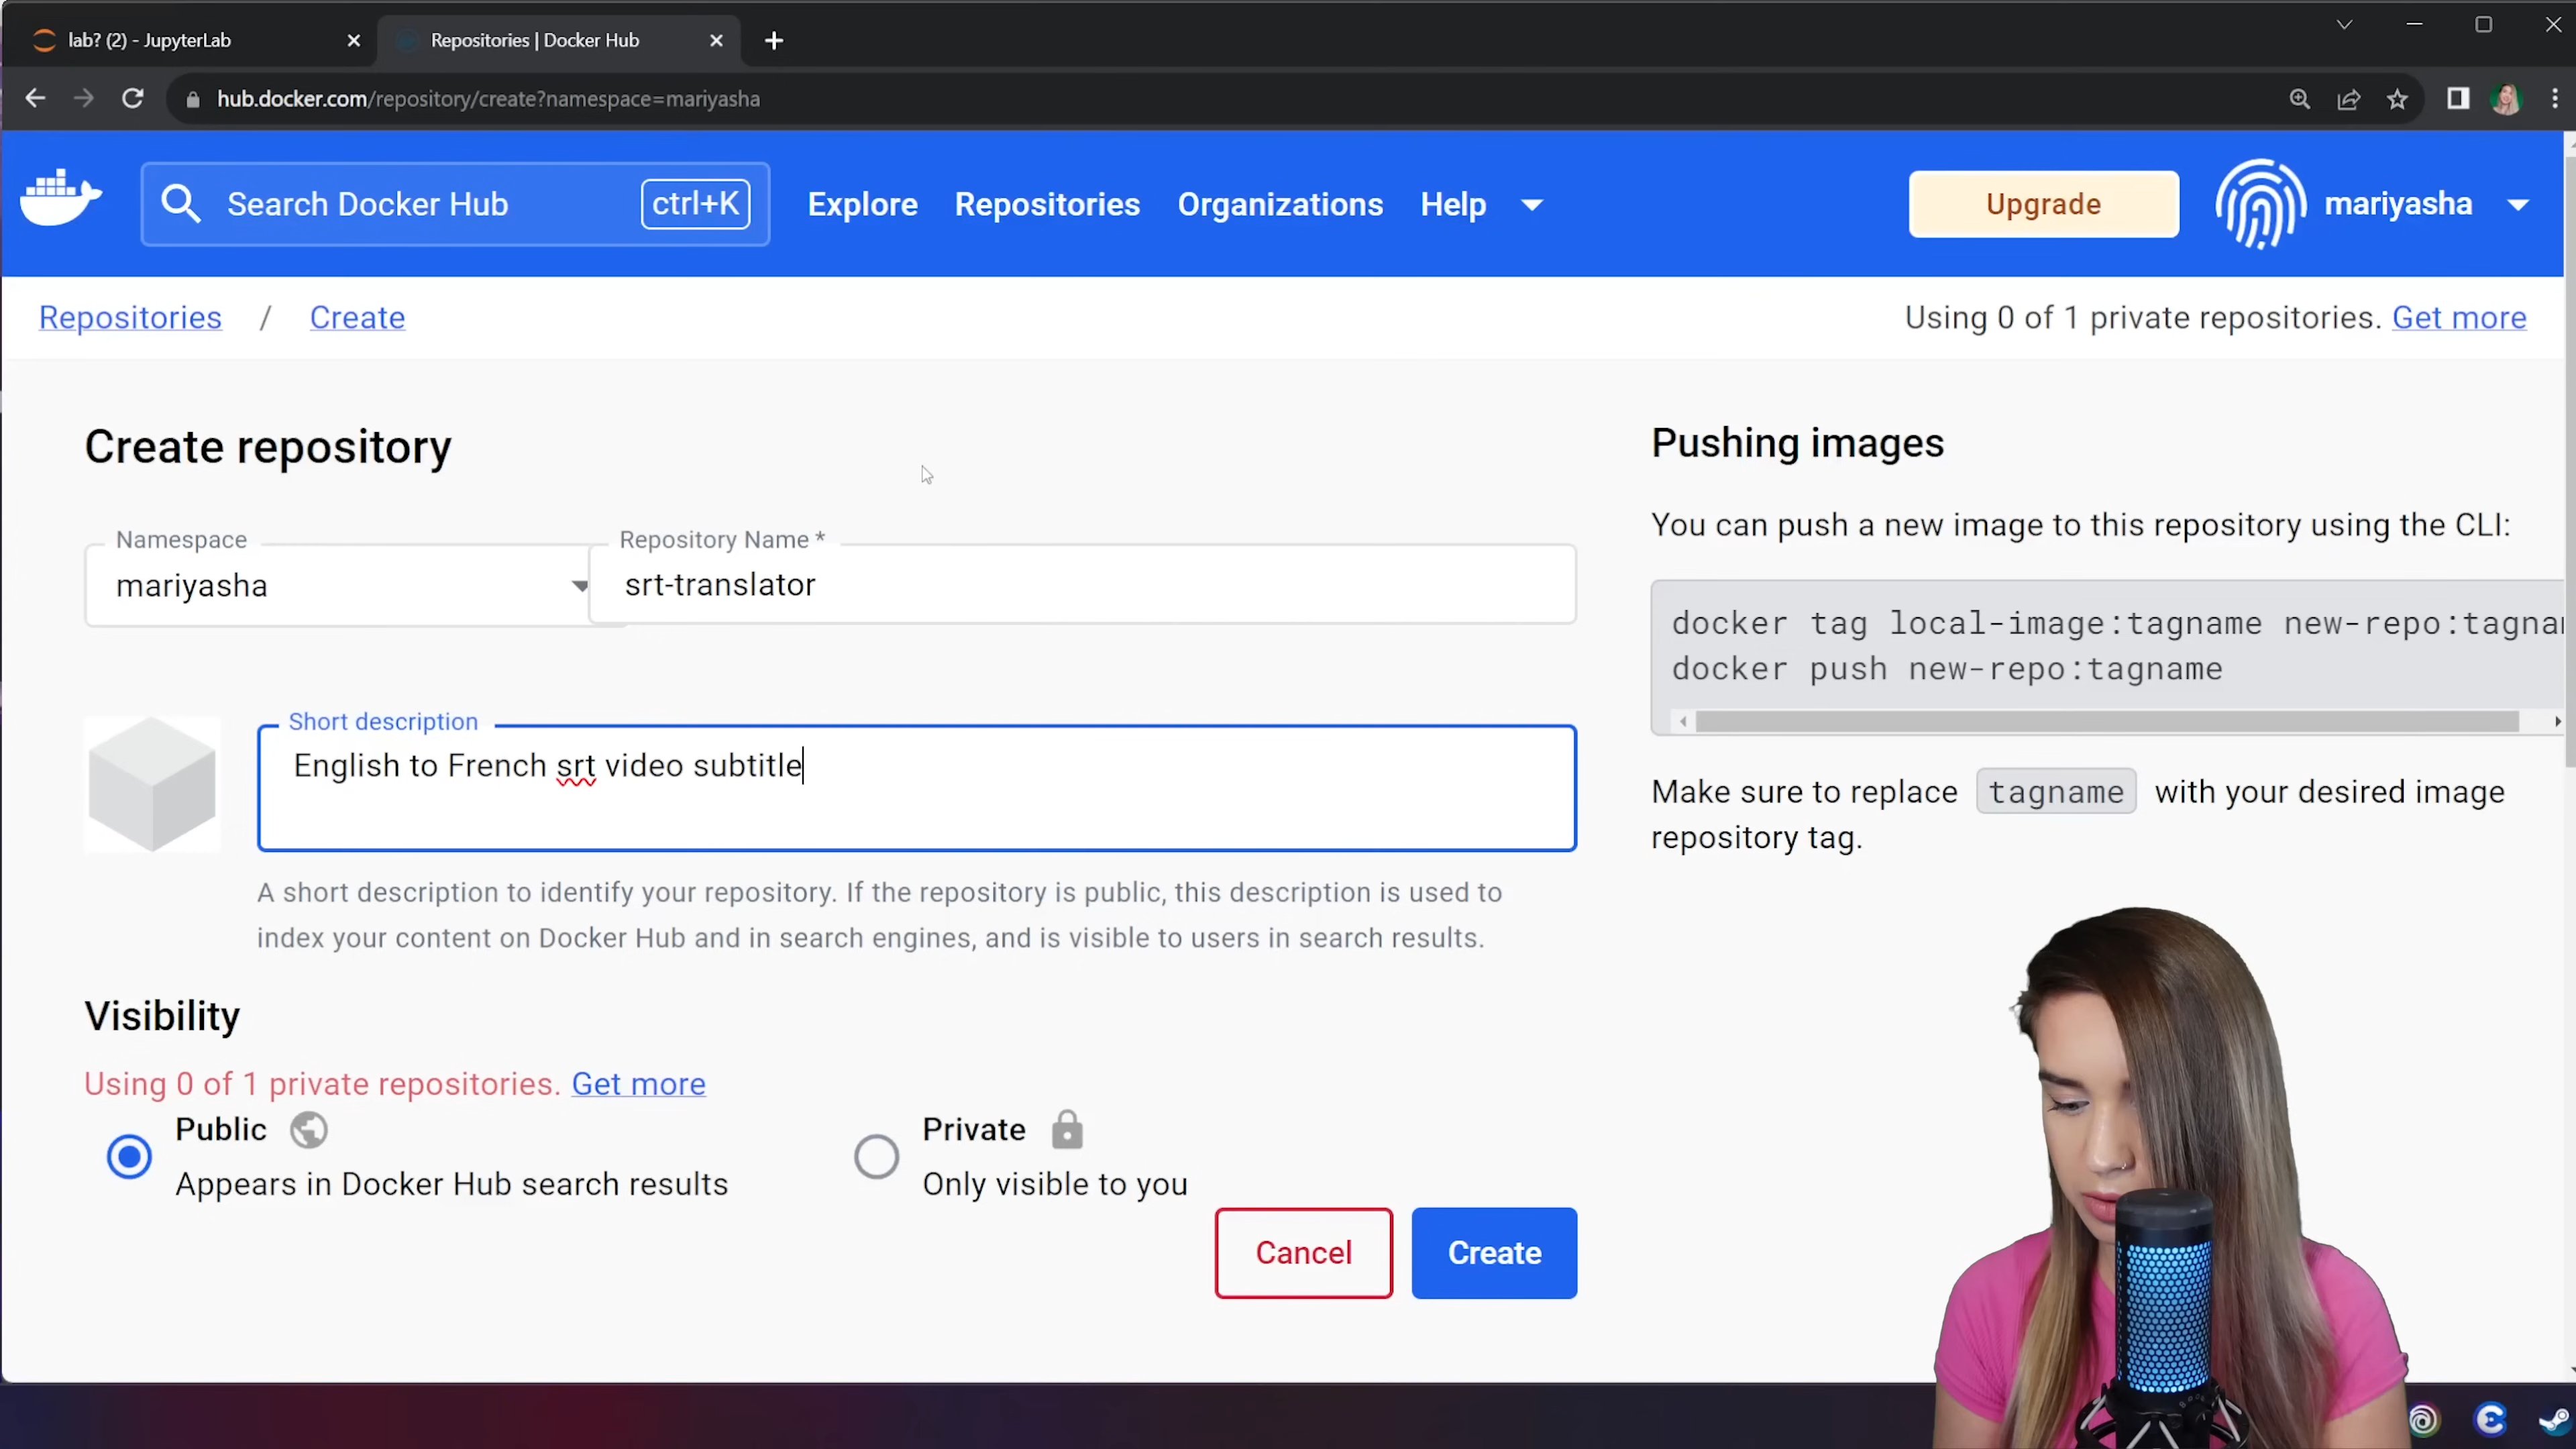 lab? (2) - JupyterLab
Repositories | Docker Hub
hub.docker.com/repository/create?namespace=mariyasha
Search Docker Hub ctrl+K Explore Repositories Organizations Help Upgrade mariyasha
Repositories / Create
Using 0 of 1 private repositories. Get more
Create repository
Namespace
mariyasha
Repository Name *
srt-translator
Short description
English to French srt video subtitle
A short description to identify your repository. If the repository is public, this description is used to
index your content on Docker Hub and in search engines, and is visible to users in search results.
Visibility
Using 0 of 1 private repositories. Get more
Public
Appears in Docker Hub search results
Private
Only visible to you
Cancel
Create
Pushing images
You can push a new image to this repository using the CLI:
docker tag local-image:tagname new-repo:tagna
docker push new-repo:tagname
Make sure to replace tagname with your desired image
repository tag.